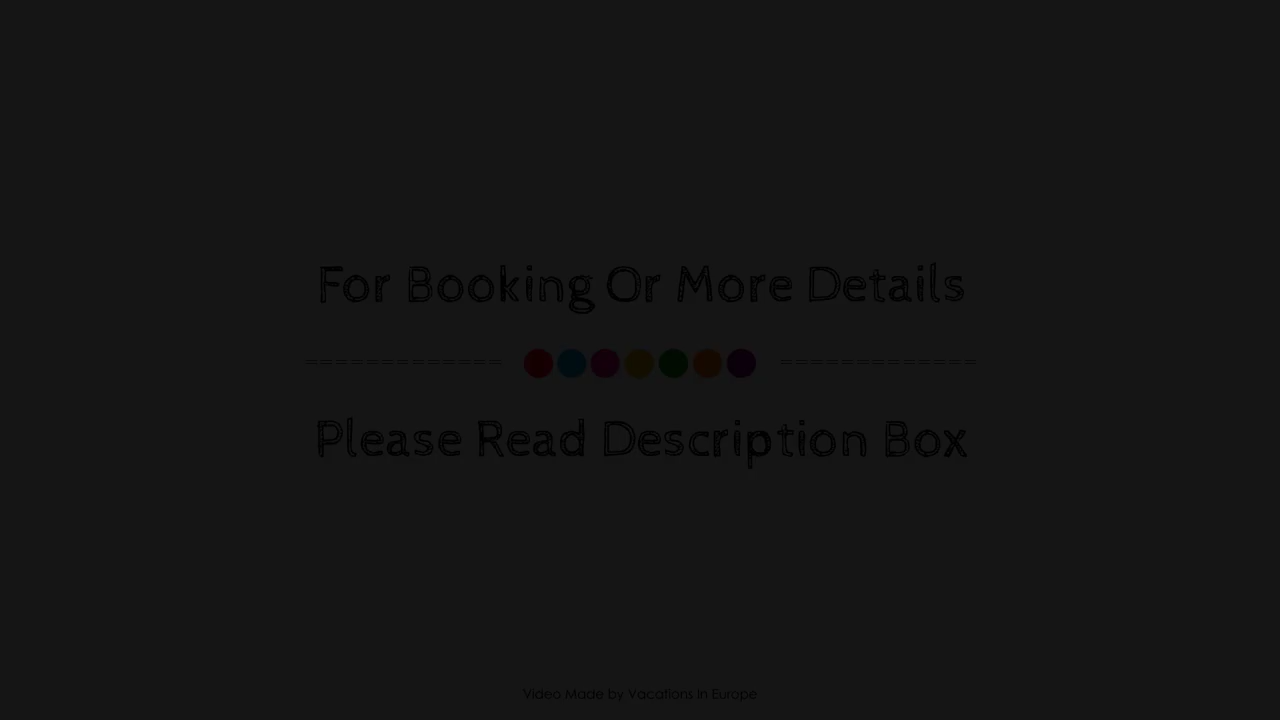 For Booking Or More Details
============= =============
Please Read Description Box
Video Made by Vacations In Europe